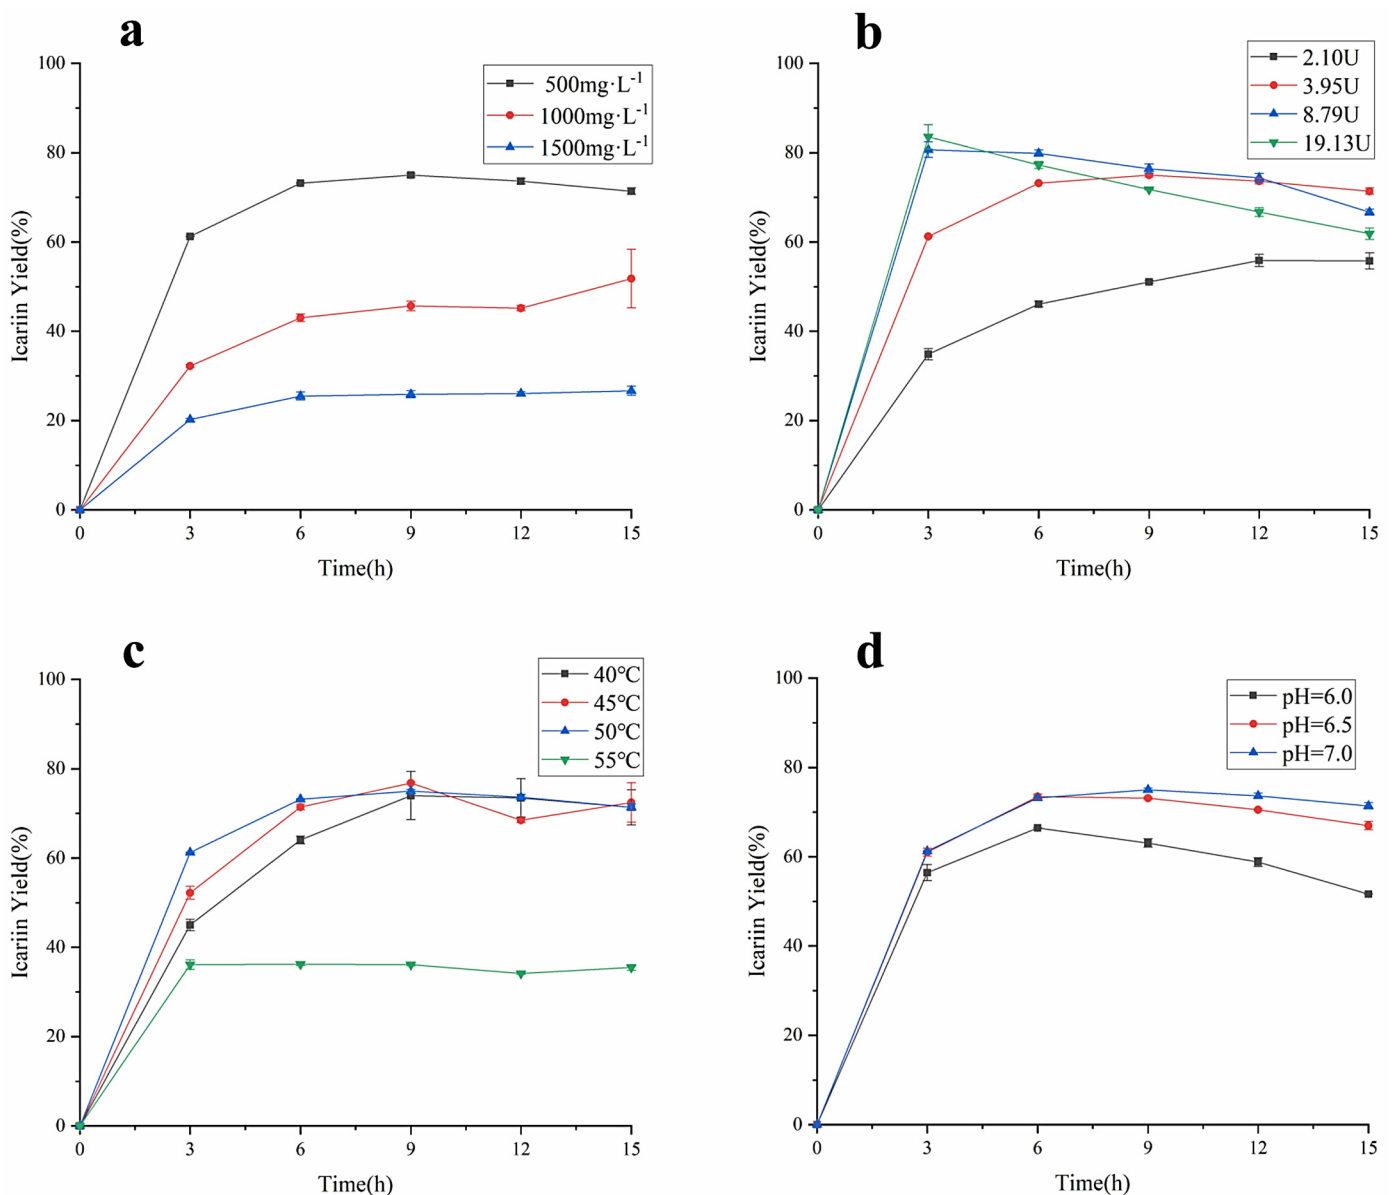 a
100
80
60
40
20
0
Icariin Yield(%)
500mg·L⁻¹
1000mg·L⁻¹
1500mg·L⁻¹
0 3 6 9 12 15
Time(h)
b
100
80
60
40
20
0
Icariin Yield(%)
2.10U
3.95U
8.79U
19.13U
0 3 6 9 12 15
Time(h)
c
100
80
60
40
20
0
Icariin Yield(%)
40℃
45℃
50℃
55℃
0 3 6 9 12 15
Time(h)
d
100
80
60
40
20
0
Icariin Yield(%)
pH=6.0
pH=6.5
pH=7.0
0 3 6 9 12 15
Time(h)